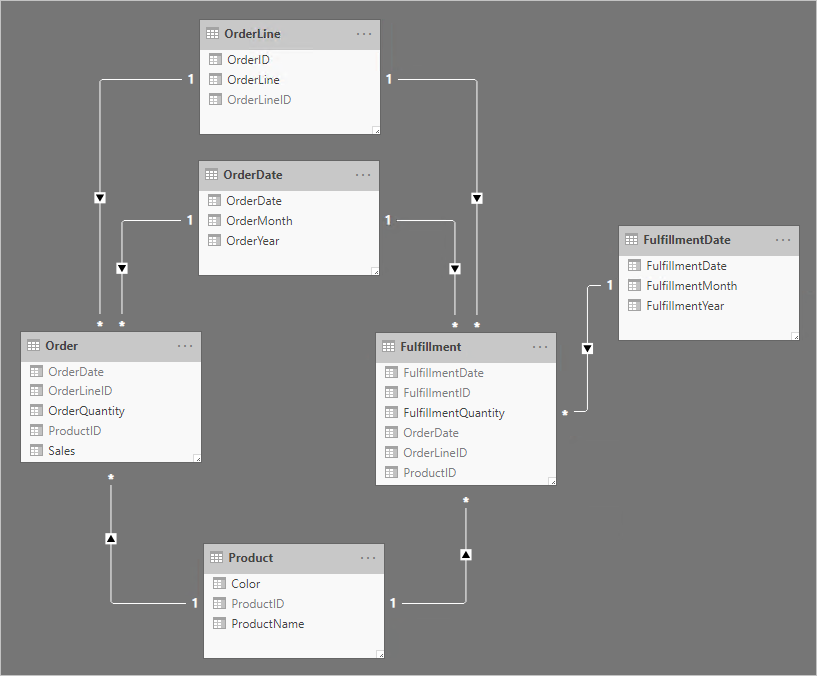 OrderLine ...
OrderID
OrderLine
OrderLineID
1
1
OrderDate ...
OrderDate
OrderMonth
OrderYear
1
1
FulfillmentDate ...
FulfillmentDate
FulfillmentMonth
FulfillmentYear
1
* *
* *
Order ...
OrderDate
OrderLineID
OrderQuantity
ProductID
Sales
*
Fulfillment ...
FulfillmentDate
FulfillmentID
FulfillmentQuantity
OrderDate
OrderLineID
ProductID
*
*
Product ...
Color
ProductID
ProductName
1
1